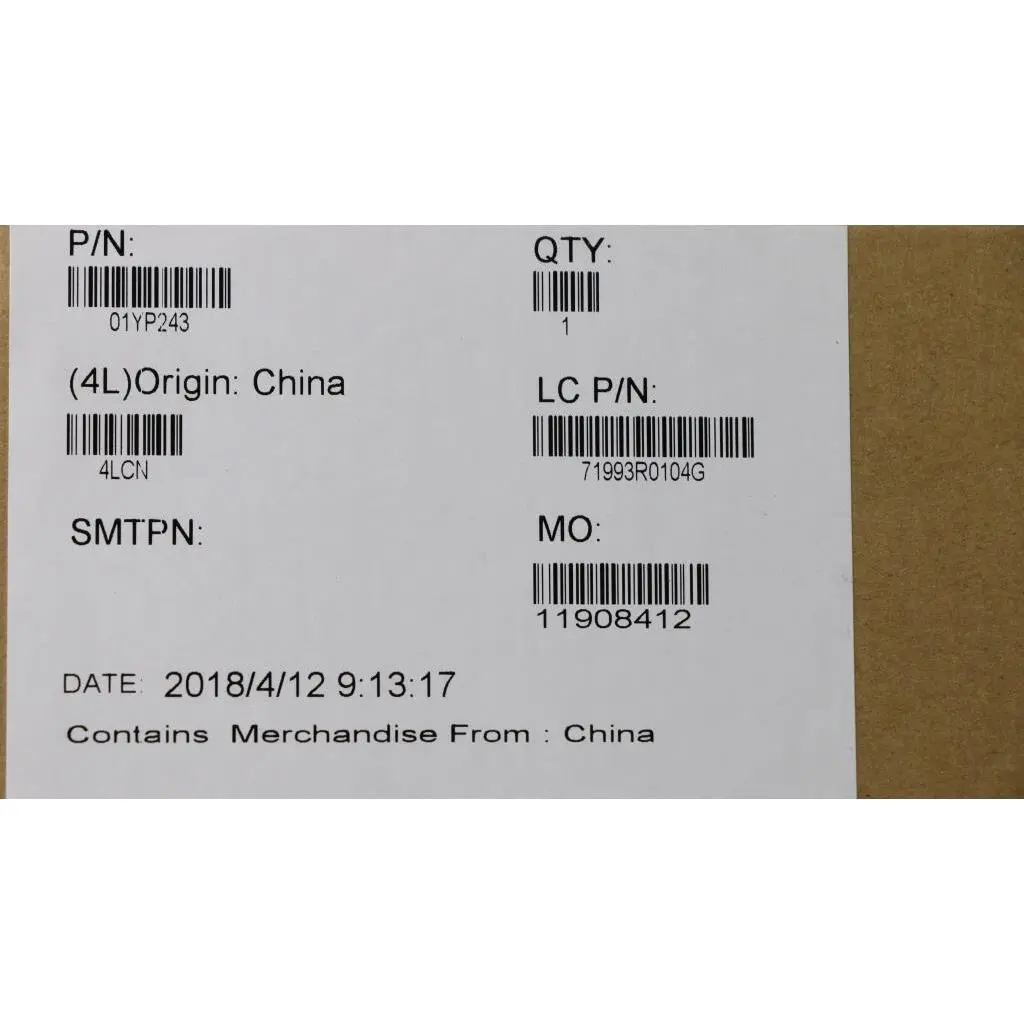 P/N:
01YP243
QTY:
1
(4L)Origin: China
4LCN
LC P/N:
71993R0104G
SMTPN:
MO:
11908412
DATE: 2018/4/12 9:13:17
Contains Merchandise From : China